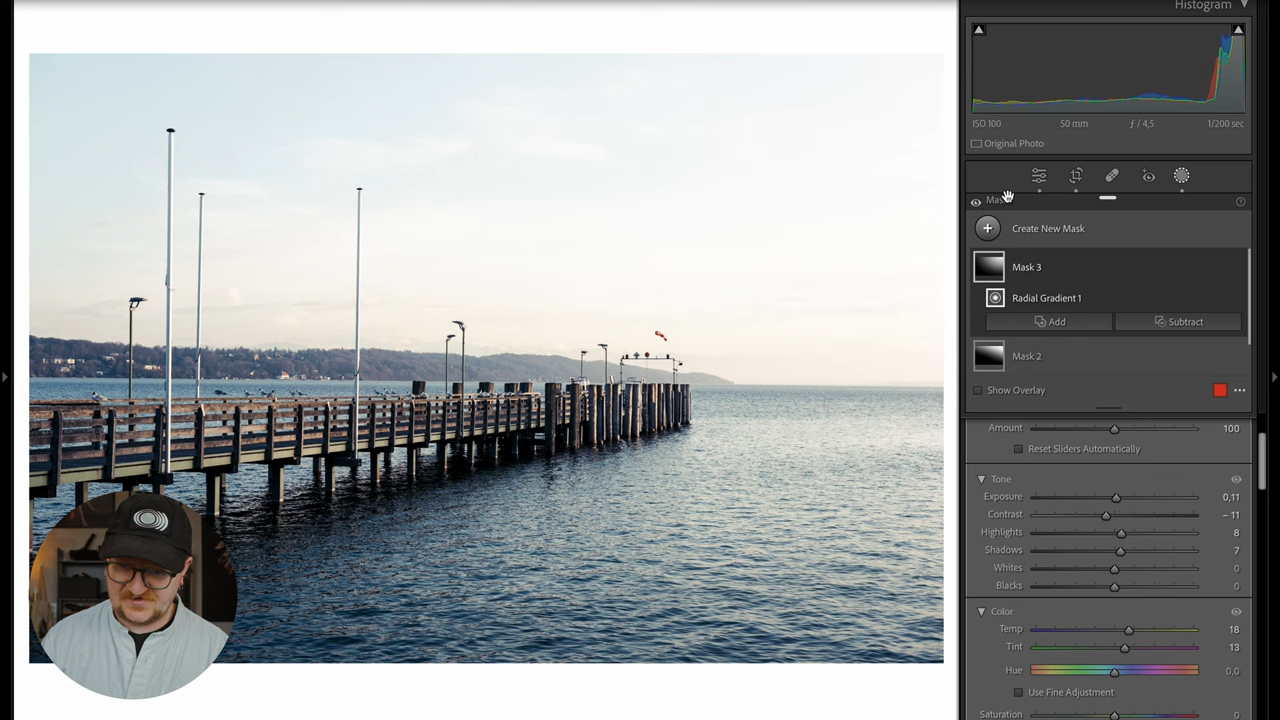 Histogram
ISO 100 50 mm ƒ / 4,5 1/200 sec
Original Photo
Create New Mask
Mask 3
Radial Gradient 1
Add Subtract
Mask 2
Show Overlay
Amount 100
Reset Sliders Automatically
Tone
Exposure 0,11
Contrast – 11
Highlights 8
Shadows 7
Whites 0
Blacks 0
Color
Temp 18
Tint 13
Hue 0,0
Use Fine Adjustment
Saturation 0